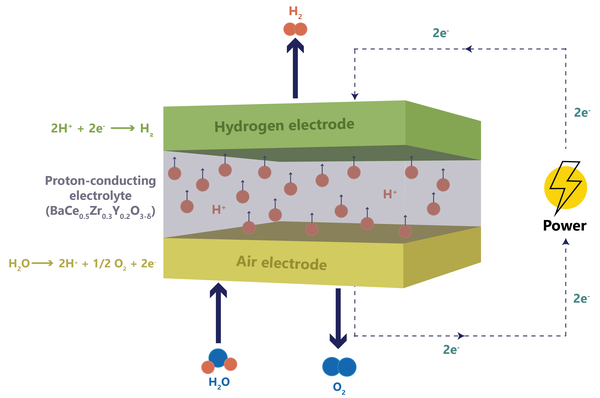 H₂
2e⁻
2e⁻
Hydrogen electrode
2H⁺ + 2e⁻ ⟶ H₂
Proton-conducting
electrolyte
(BaCe₀.₅Zr₀.₃Y₀.₂O₃₋δ)
H⁺
H⁺
Power
H₂O ⟶ 2H⁺ + 1/2 O₂ + 2e⁻
Air electrode
2e⁻
2e⁻
H₂O
O₂